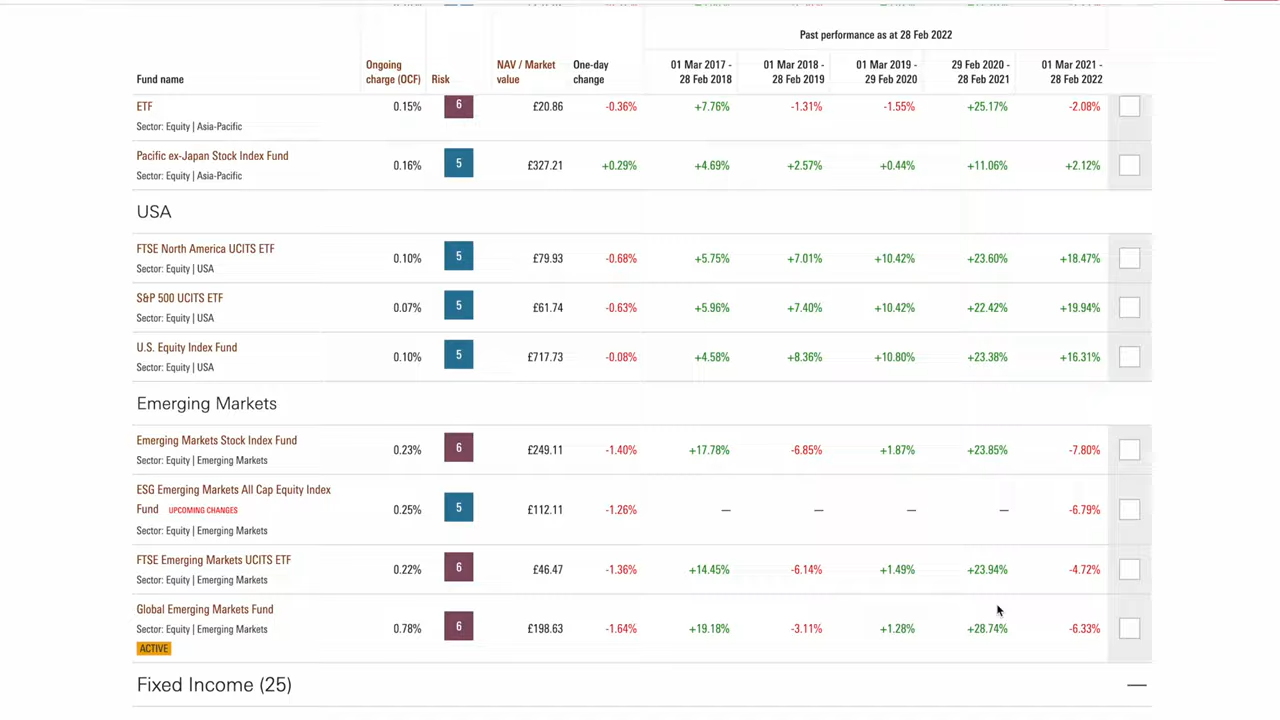 Past performance as at 28 Feb 2022
Fund name
Ongoing charge (OCF)
Risk
NAV / Market value
One-day change
01 Mar 2017 - 28 Feb 2018
01 Mar 2018 - 28 Feb 2019
01 Mar 2019 - 29 Feb 2020
29 Feb 2020 - 28 Feb 2021
01 Mar 2021 - 28 Feb 2022
ETF 0.15% 6 £20.86 -0.36% +7.76% -1.31% -1.55% +25.17% -2.08%
Sector: Equity | Asia-Pacific
Pacific ex-Japan Stock Index Fund 0.16% 5 £327.21 +0.29% +4.69% +2.57% +0.44% +11.06% +2.12%
Sector: Equity | Asia-Pacific
USA
FTSE North America UCITS ETF 0.10% 5 £79.93 -0.68% +5.75% +7.01% +10.42% +23.60% +18.47%
Sector: Equity | USA
S&P 500 UCITS ETF 0.07% 5 £61.74 -0.63% +5.96% +7.40% +10.42% +22.42% +19.94%
Sector: Equity | USA
U.S. Equity Index Fund 0.10% 5 £717.73 -0.08% +4.58% +8.36% +10.80% +23.38% +16.31%
Sector: Equity | USA
Emerging Markets
Emerging Markets Stock Index Fund 0.23% 6 £249.11 -1.40% +17.78% -6.85% +1.87% +23.85% -7.80%
Sector: Equity | Emerging Markets
ESG Emerging Markets All Cap Equity Index
Fund UPCOMING CHANGES 0.25% 5 £112.11 -1.26% — — — — -6.79%
Sector: Equity | Emerging Markets
FTSE Emerging Markets UCITS ETF 0.22% 6 £46.47 -1.36% +14.45% -6.14% +1.49% +23.94% -4.72%
Sector: Equity | Emerging Markets
Global Emerging Markets Fund 0.78% 6 £198.63 -1.64% +19.18% -3.11% +1.28% +28.74% -6.33%
Sector: Equity | Emerging Markets
ACTIVE
Fixed Income (25) —